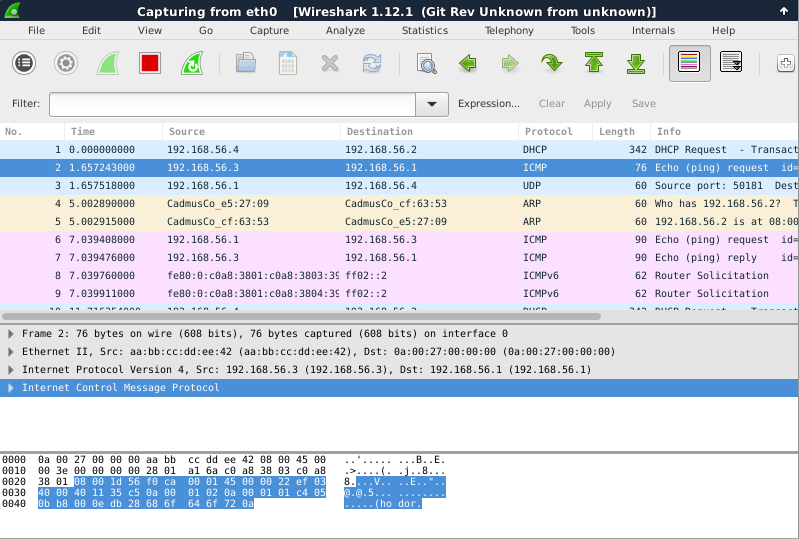 Capturing from eth0   [Wireshark 1.12.1  (Git Rev Unknown from unknown)]
File Edit View Go Capture Analyze Statistics Telephony Tools Internals Help
Filter: Expression... Clear Apply Save
No. Time Source Destination Protocol Length Info
1 0.000000000 192.168.56.4 192.168.56.2 DHCP 342 DHCP Request  - Transact
2 1.657243000 192.168.56.3 192.168.56.1 ICMP 76 Echo (ping) request  id=
3 1.657518000 192.168.56.1 192.168.56.4 UDP 60 Source port: 50181  Dest
4 5.002890000 CadmusCo_e5:27:09 CadmusCo_cf:63:53 ARP 60 Who has 192.168.56.2?  T
5 5.002915000 CadmusCo_cf:63:53 CadmusCo_e5:27:09 ARP 60 192.168.56.2 is at 08:00
6 7.039408000 192.168.56.1 192.168.56.3 ICMP 90 Echo (ping) request  id=
7 7.039476000 192.168.56.3 192.168.56.1 ICMP 90 Echo (ping) reply    id=
8 7.039760000 fe80:0:c0a8:3801:c0a8:3803:39 ff02::2 ICMPv6 62 Router Solicitation
9 7.039911000 fe80:0:c0a8:3801:c0a8:3804:39 ff02::2 ICMPv6 62 Router Solicitation
Frame 2: 76 bytes on wire (608 bits), 76 bytes captured (608 bits) on interface 0
Ethernet II, Src: aa:bb:cc:dd:ee:42 (aa:bb:cc:dd:ee:42), Dst: 0a:00:27:00:00:00 (0a:00:27:00:00:00)
Internet Protocol Version 4, Src: 192.168.56.3 (192.168.56.3), Dst: 192.168.56.1 (192.168.56.1)
Internet Control Message Protocol
0000  0a 00 27 00 00 00 aa bb  cc dd ee 42 08 00 45 00   ..'..... ...B..E.
0010  00 3e 00 00 00 00 28 01  a1 6a c0 a8 38 03 c0 a8   .>....(. .j..8...
0020  38 01 08 00 1d 56 f0 ca  00 01 45 00 00 22 ef 03   8....V.. ..E.."..
0030  40 00 40 11 35 c5 0a 00  01 02 0a 00 01 01 c4 05   @.@.5... ........
0040  0b b8 00 0e db 28 68 6f  64 6f 72 0a               .....(ho dor.